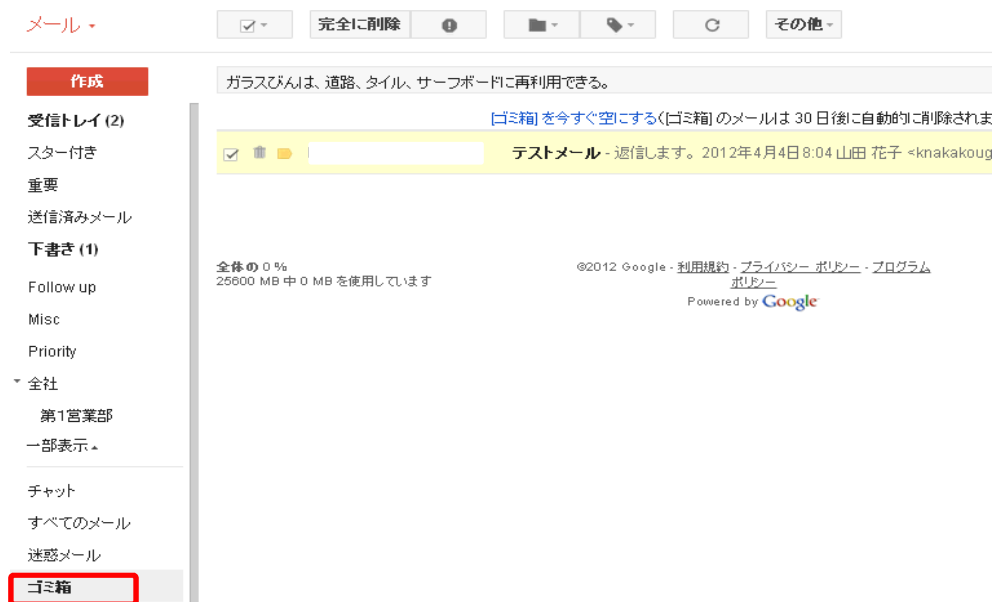 メール
完全に削除
その他
作成
ガラスびんは、道路、タイル、サーフボードに再利用できる。
受信トレイ (2)
[ゴミ箱] を今すぐ空にする ([ゴミ箱] のメールは 30 日後に自動的に削除されま
スター付き
テストメール - 返信します。2012年4月4日8:04 山田 花子 <knakakoug
重要
送信済みメール
下書き (1)
全体の 0 %
25600 MB 中 0 MB を使用しています
©2012 Google - 利用規約 - プライバシー ポリシー - プログラム
ポリシー
Powered by Google
Follow up
Misc
Priority
全社
第1営業部
一部表示
チャット
すべてのメール
迷惑メール
ゴミ箱